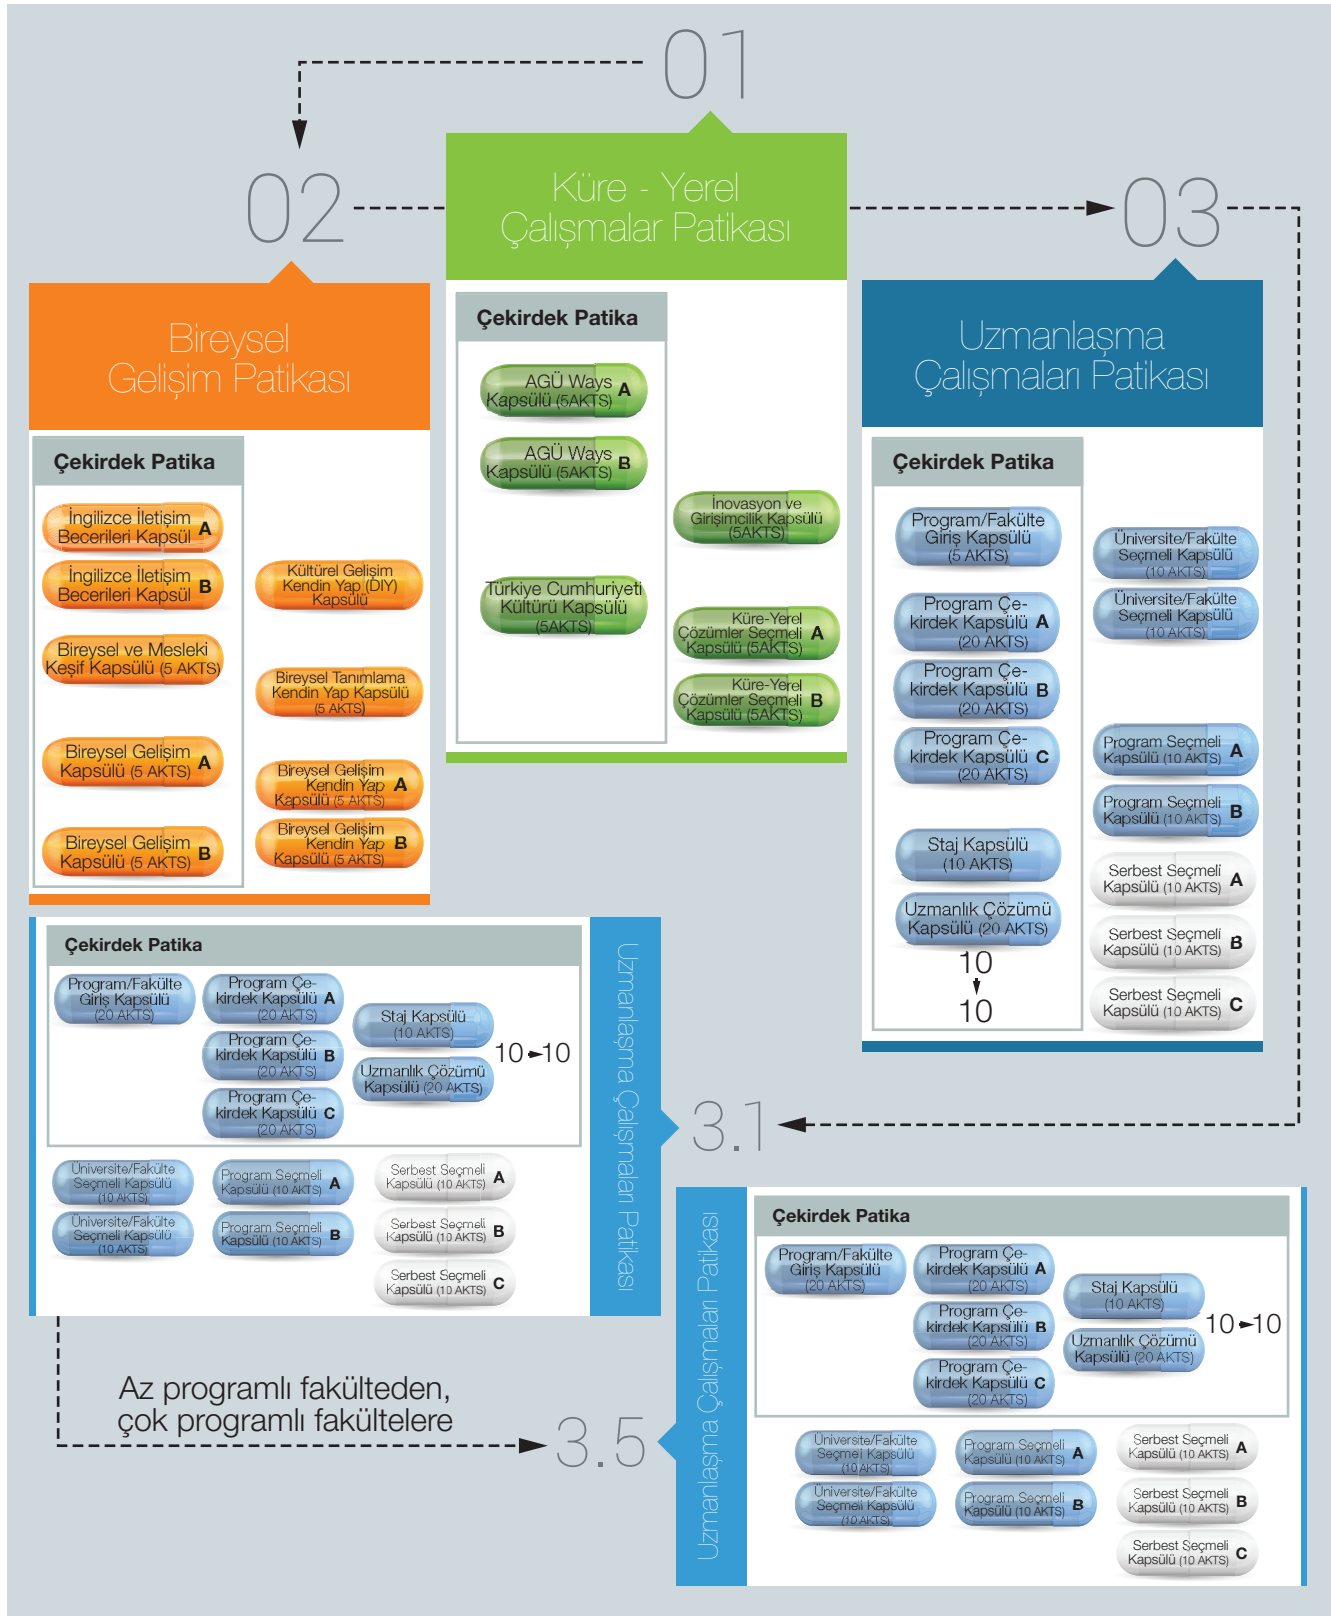 01
02
Küre - Yerel
Çalışmalar Patikası
03
Çekirdek Patika
AGÜ Ways
Kapsülü (5AKTS) A
AGÜ Ways
Kapsülü (5AKTS) B
Türkiye Cumhuriyeti
Kültürü Kapsülü
(5AKTS)
İnovasyon ve
Girişimcilik Kapsülü
(5AKTS)
Küre-Yerel
Çözümler Seçmeli A
Kapsülü (5AKTS)
Küre-Yerel
Çözümler Seçmeli B
Kapsülü (5AKTS)
Bireysel
Gelişim Patikası
Çekirdek Patika
İngilizce İletişim
Becerileri Kapsül A
İngilizce İletişim
Becerileri Kapsül B
Bireysel ve Mesleki
Keşif Kapsülü (5 AKTS)
Bireysel Gelişim
Kapsülü (5 AKTS) A
Bireysel Gelişim
Kapsülü (5 AKTS) B
Kültürel Gelişim
Kendin Yap (DIY)
Kapsülü
Bireysel Tanımlama
Kendin Yap Kapsülü
(5 AKTS)
Bireysel Gelişim
Kendin Yap A
Kapsülü (5 AKTS)
Bireysel Gelişim
Kendin Yap B
Kapsülü (5 AKTS)
Uzmanlaşma
Çalışmaları Patikası
Çekirdek Patika
Program/Fakülte
Giriş Kapsülü
(5 AKTS)
Program Çe-
kirdek Kapsülü A
(20 AKTS)
Program Çe-
kirdek Kapsülü B
(20 AKTS)
Program Çe-
kirdek Kapsülü C
(20 AKTS)
Staj Kapsülü
(10 AKTS)
Uzmanlık Çözümü
Kapsülü (20 AKTS)
10
10
Üniversite/Fakülte
Seçmeli Kapsülü
(10 AKTS)
Üniversite/Fakülte
Seçmeli Kapsülü
(10 AKTS)
Program Seçmeli
Kapsülü (10 AKTS) A
Program Seçmeli
Kapsülü (10 AKTS) B
Serbest Seçmeli
Kapsülü (10 AKTS) A
Serbest Seçmeli
Kapsülü (10 AKTS) B
Serbest Seçmeli
Kapsülü (10 AKTS) C
Çekirdek Patika
Program/Fakülte
Giriş Kapsülü
(20 AKTS)
Program Çe-
kirdek Kapsülü A
(20 AKTS)
Program Çe-
kirdek Kapsülü B
(20 AKTS)
Program Çe-
kirdek Kapsülü C
(20 AKTS)
Staj Kapsülü
(10 AKTS)
Uzmanlık Çözümü
Kapsülü (20 AKTS)
10 10
Üniversite/Fakülte
Seçmeli Kapsülü
(10 AKTS)
Üniversite/Fakülte
Seçmeli Kapsülü
(10 AKTS)
Program Seçmeli
Kapsülü (10 AKTS) A
Program Seçmeli
Kapsülü (10 AKTS) B
Serbest Seçmeli
Kapsülü (10 AKTS) A
Serbest Seçmeli
Kapsülü (10 AKTS) B
Serbest Seçmeli
Kapsülü (10 AKTS) C
Uzmanlaşma Çalışmaları Patikası
3.1
Az programlı fakülteden,
çok programlı fakültelere
3.5
Uzmanlaşma Çalışmaları Patikası
Çekirdek Patika
Program/Fakülte
Giriş Kapsülü
(20 AKTS)
Program Çe-
kirdek Kapsülü A
(20 AKTS)
Program Çe-
kirdek Kapsülü B
(20 AKTS)
Program Çe-
kirdek Kapsülü C
(20 AKTS)
Staj Kapsülü
(10 AKTS)
Uzmanlık Çözümü
Kapsülü (20 AKTS)
10 10
Üniversite/Fakülte
Seçmeli Kapsülü
(10 AKTS)
Üniversite/Fakülte
Seçmeli Kapsülü
(10 AKTS)
Program Seçmeli
Kapsülü (10 AKTS) A
Program Seçmeli
Kapsülü (10 AKTS) B
Serbest Seçmeli
Kapsülü (10 AKTS) A
Serbest Seçmeli
Kapsülü (10 AKTS) B
Serbest Seçmeli
Kapsülü (10 AKTS) C